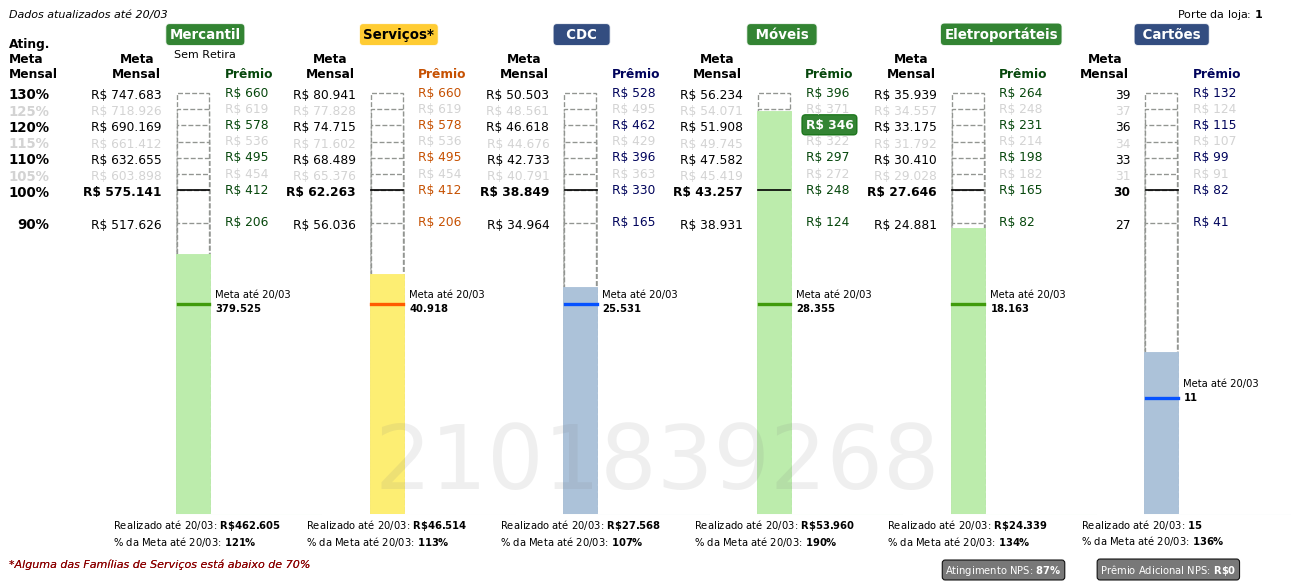 Dados atualizados até 20/03 Porte da loja: 1
Mercantil Serviços* CDC Móveis Eletroportáteis Cartões
Ating. Meta Mensal Sem Retira
Meta Mensal Prêmio Meta Mensal Prêmio Meta Mensal Prêmio Meta Mensal Prêmio Meta Mensal Prêmio Meta Mensal Prêmio
130% R$ 747.683 R$ 660 R$ 80.941 R$ 660 R$ 50.503 R$ 528 R$ 56.234 R$ 396 R$ 35.939 R$ 264 39 R$ 132
125% R$ 718.926 R$ 619 R$ 77.828 R$ 619 R$ 48.561 R$ 495 R$ 54.071 R$ 371 R$ 34.557 R$ 248 37 R$ 124
120% R$ 690.169 R$ 578 R$ 74.715 R$ 578 R$ 46.618 R$ 462 R$ 51.908 R$ 346 R$ 33.175 R$ 231 36 R$ 115
115% R$ 661.412 R$ 536 R$ 71.602 R$ 536 R$ 44.676 R$ 429 R$ 49.745 R$ 322 R$ 31.792 R$ 214 34 R$ 107
110% R$ 632.655 R$ 495 R$ 68.489 R$ 495 R$ 42.733 R$ 396 R$ 47.582 R$ 297 R$ 30.410 R$ 198 33 R$ 99
105% R$ 603.898 R$ 454 R$ 65.376 R$ 454 R$ 40.791 R$ 363 R$ 45.419 R$ 272 R$ 29.028 R$ 182 31 R$ 91
100% R$ 575.141 R$ 412 R$ 62.263 R$ 412 R$ 38.849 R$ 330 R$ 43.257 R$ 248 R$ 27.646 R$ 165 30 R$ 82
90% R$ 517.626 R$ 206 R$ 56.036 R$ 206 R$ 34.964 R$ 165 R$ 38.931 R$ 124 R$ 24.881 R$ 82 27 R$ 41
Meta até 20/03 Meta até 20/03 Meta até 20/03 Meta até 20/03 Meta até 20/03
379.525 40.918 25.531 28.355 18.163
Meta até 20/03
11
2101839268
Realizado até 20/03: R$462.605 Realizado até 20/03: R$46.514 Realizado até 20/03: R$27.568 Realizado até 20/03: R$53.960 Realizado até 20/03: R$24.339 Realizado até 20/03: 15
% da Meta até 20/03: 121% % da Meta até 20/03: 113% % da Meta até 20/03: 107% % da Meta até 20/03: 190% % da Meta até 20/03: 134% % da Meta até 20/03: 136%
*Alguma das Famílias de Serviços está abaixo de 70% Atingimento NPS: 87% Prêmio Adicional NPS: R$0